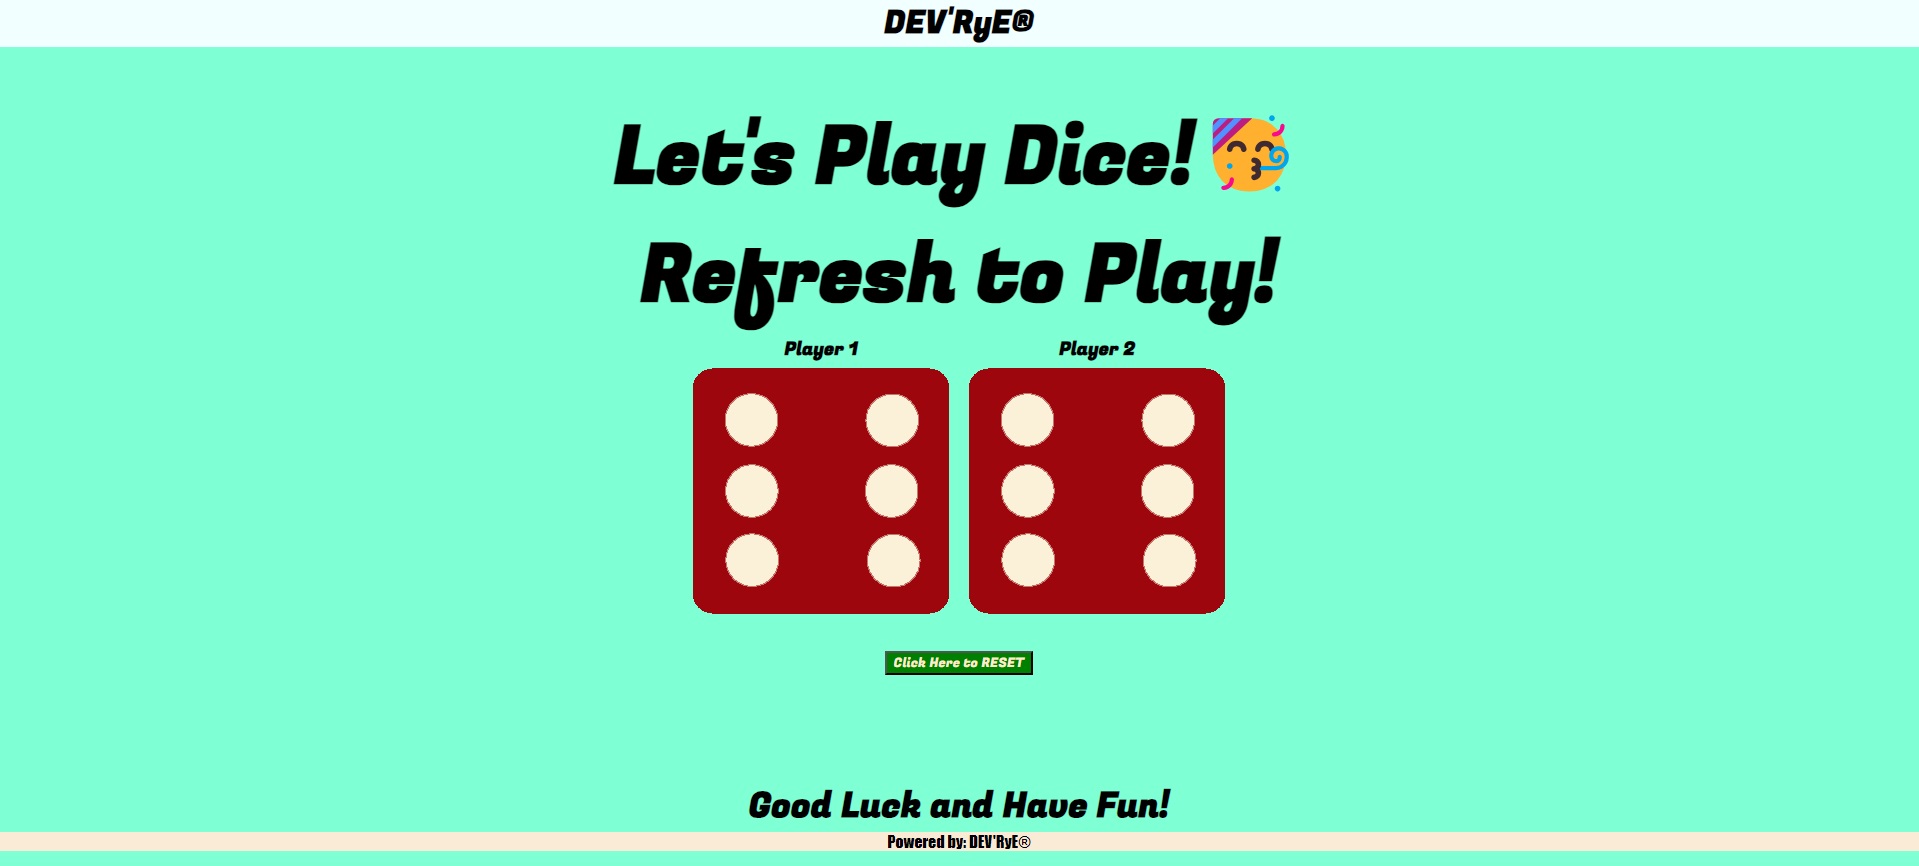 DEV'RyE®
Let's Play Dice!
Refresh to Play!
Player 1
Player 2
Click Here to RESET
Good Luck and Have Fun!
Powered by: DEV'RyE®